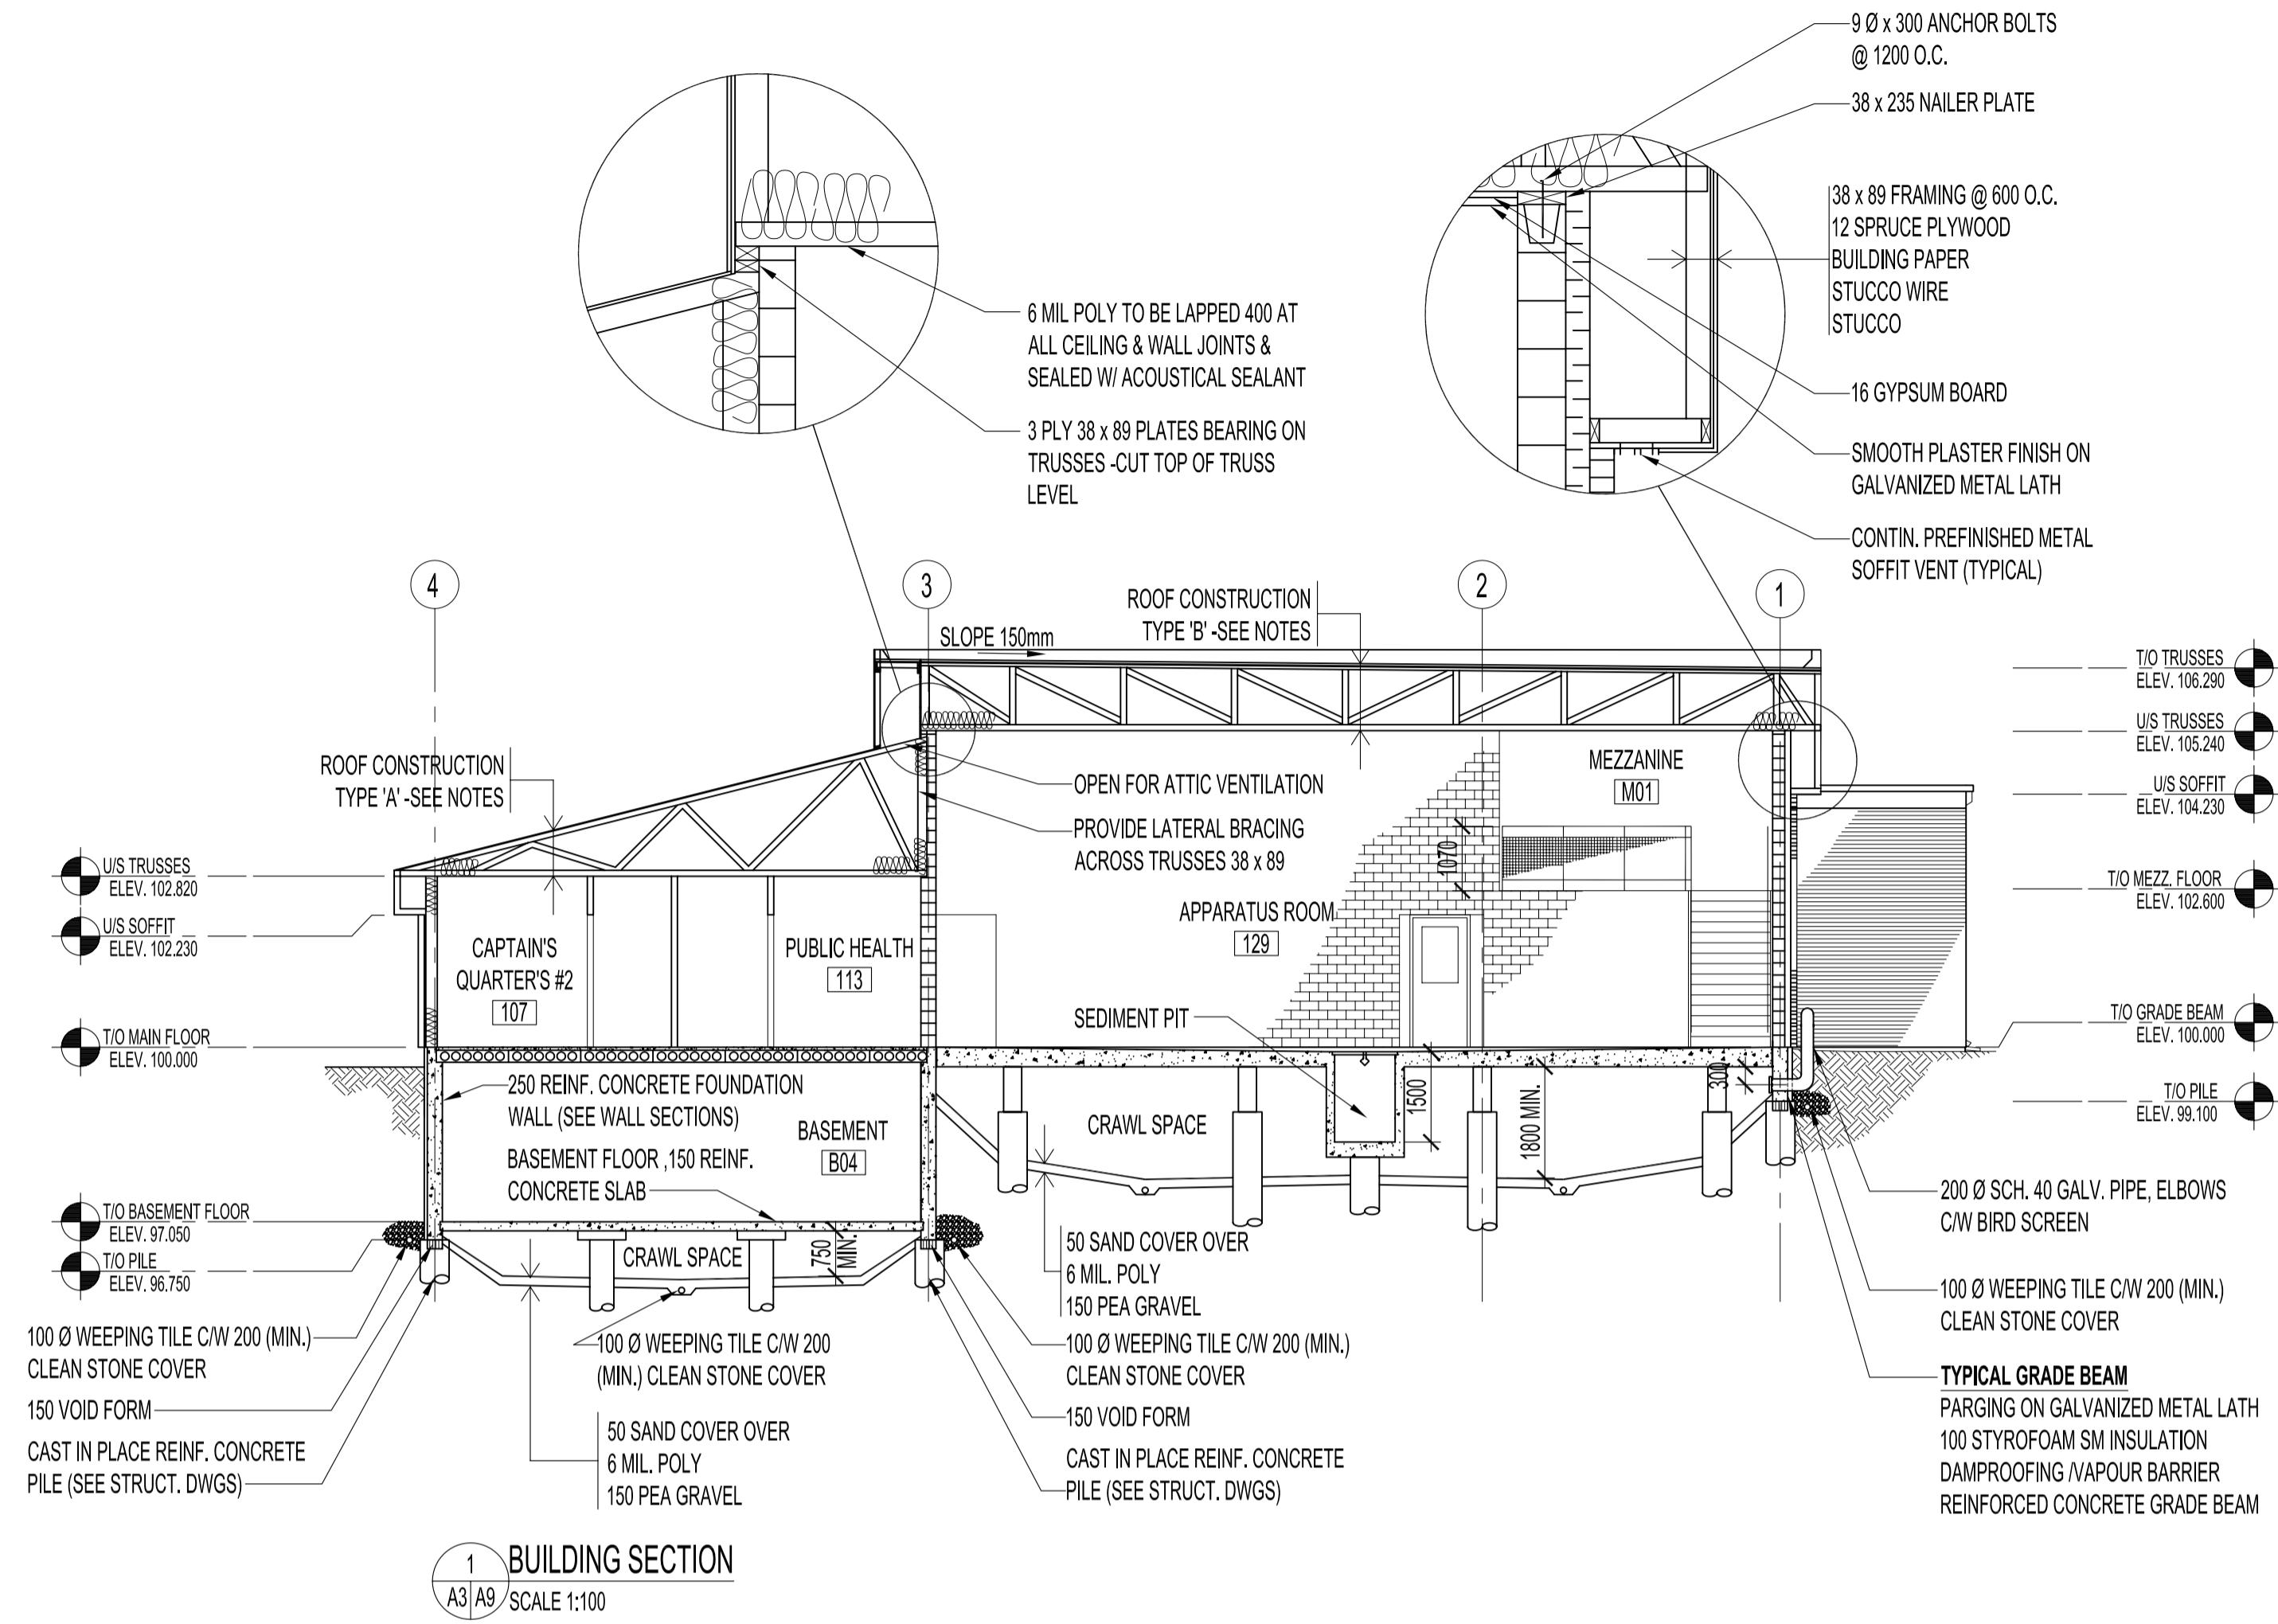 9 Ø x 300 ANCHOR BOLTS
@ 1200 O.C.
38 x 235 NAILER PLATE
38 x 89 FRAMING @ 600 O.C.
12 SPRUCE PLYWOOD
BUILDING PAPER
STUCCO WIRE
STUCCO
16 GYPSUM BOARD
SMOOTH PLASTER FINISH ON
GALVANIZED METAL LATH
CONTIN. PREFINISHED METAL
SOFFIT VENT (TYPICAL)
6 MIL POLY TO BE LAPPED 400 AT
ALL CEILING & WALL JOINTS &
SEALED W/ ACOUSTICAL SEALANT
3 PLY 38 x 89 PLATES BEARING ON
TRUSSES -CUT TOP OF TRUSS
LEVEL
4
3
2
1
ROOF CONSTRUCTION
TYPE 'B' -SEE NOTES
SLOPE 150mm
ROOF CONSTRUCTION
TYPE 'A' -SEE NOTES
OPEN FOR ATTIC VENTILATION
PROVIDE LATERAL BRACING
ACROSS TRUSSES 38 x 89
MEZZANINE
M01
1070
APPARATUS ROOM
129
CAPTAIN'S
QUARTER'S #2
107
PUBLIC HEALTH
113
SEDIMENT PIT
T/O TRUSSES
ELEV. 106.290
U/S TRUSSES
ELEV. 105.240
U/S SOFFIT
ELEV. 104.230
T/O MEZZ. FLOOR
ELEV. 102.600
T/O GRADE BEAM
ELEV. 100.000
T/O PILE
ELEV. 99.100
U/S TRUSSES
ELEV. 102.820
U/S SOFFIT
ELEV. 102.230
T/O MAIN FLOOR
ELEV. 100.000
T/O BASEMENT FLOOR
ELEV. 97.050
T/O PILE
ELEV. 96.750
250 REINF. CONCRETE FOUNDATION
WALL (SEE WALL SECTIONS)
BASEMENT
B04
BASEMENT FLOOR ,150 REINF.
CONCRETE SLAB
CRAWL SPACE
750
MIN.
CRAWL SPACE
1500
1800 MIN.
300
200 Ø SCH. 40 GALV. PIPE, ELBOWS
C/W BIRD SCREEN
100 Ø WEEPING TILE C/W 200 (MIN.)
CLEAN STONE COVER
TYPICAL GRADE BEAM
PARGING ON GALVANIZED METAL LATH
100 STYROFOAM SM INSULATION
DAMPROOFING /VAPOUR BARRIER
REINFORCED CONCRETE GRADE BEAM
50 SAND COVER OVER
6 MIL. POLY
150 PEA GRAVEL
100 Ø WEEPING TILE C/W 200 (MIN.)
CLEAN STONE COVER
150 VOID FORM
CAST IN PLACE REINF. CONCRETE
PILE (SEE STRUCT. DWGS)
100 Ø WEEPING TILE C/W 200
(MIN.) CLEAN STONE COVER
50 SAND COVER OVER
6 MIL. POLY
150 PEA GRAVEL
100 Ø WEEPING TILE C/W 200 (MIN.)
CLEAN STONE COVER
150 VOID FORM
CAST IN PLACE REINF. CONCRETE
PILE (SEE STRUCT. DWGS)
1
A3 A9
BUILDING SECTION
SCALE 1:100